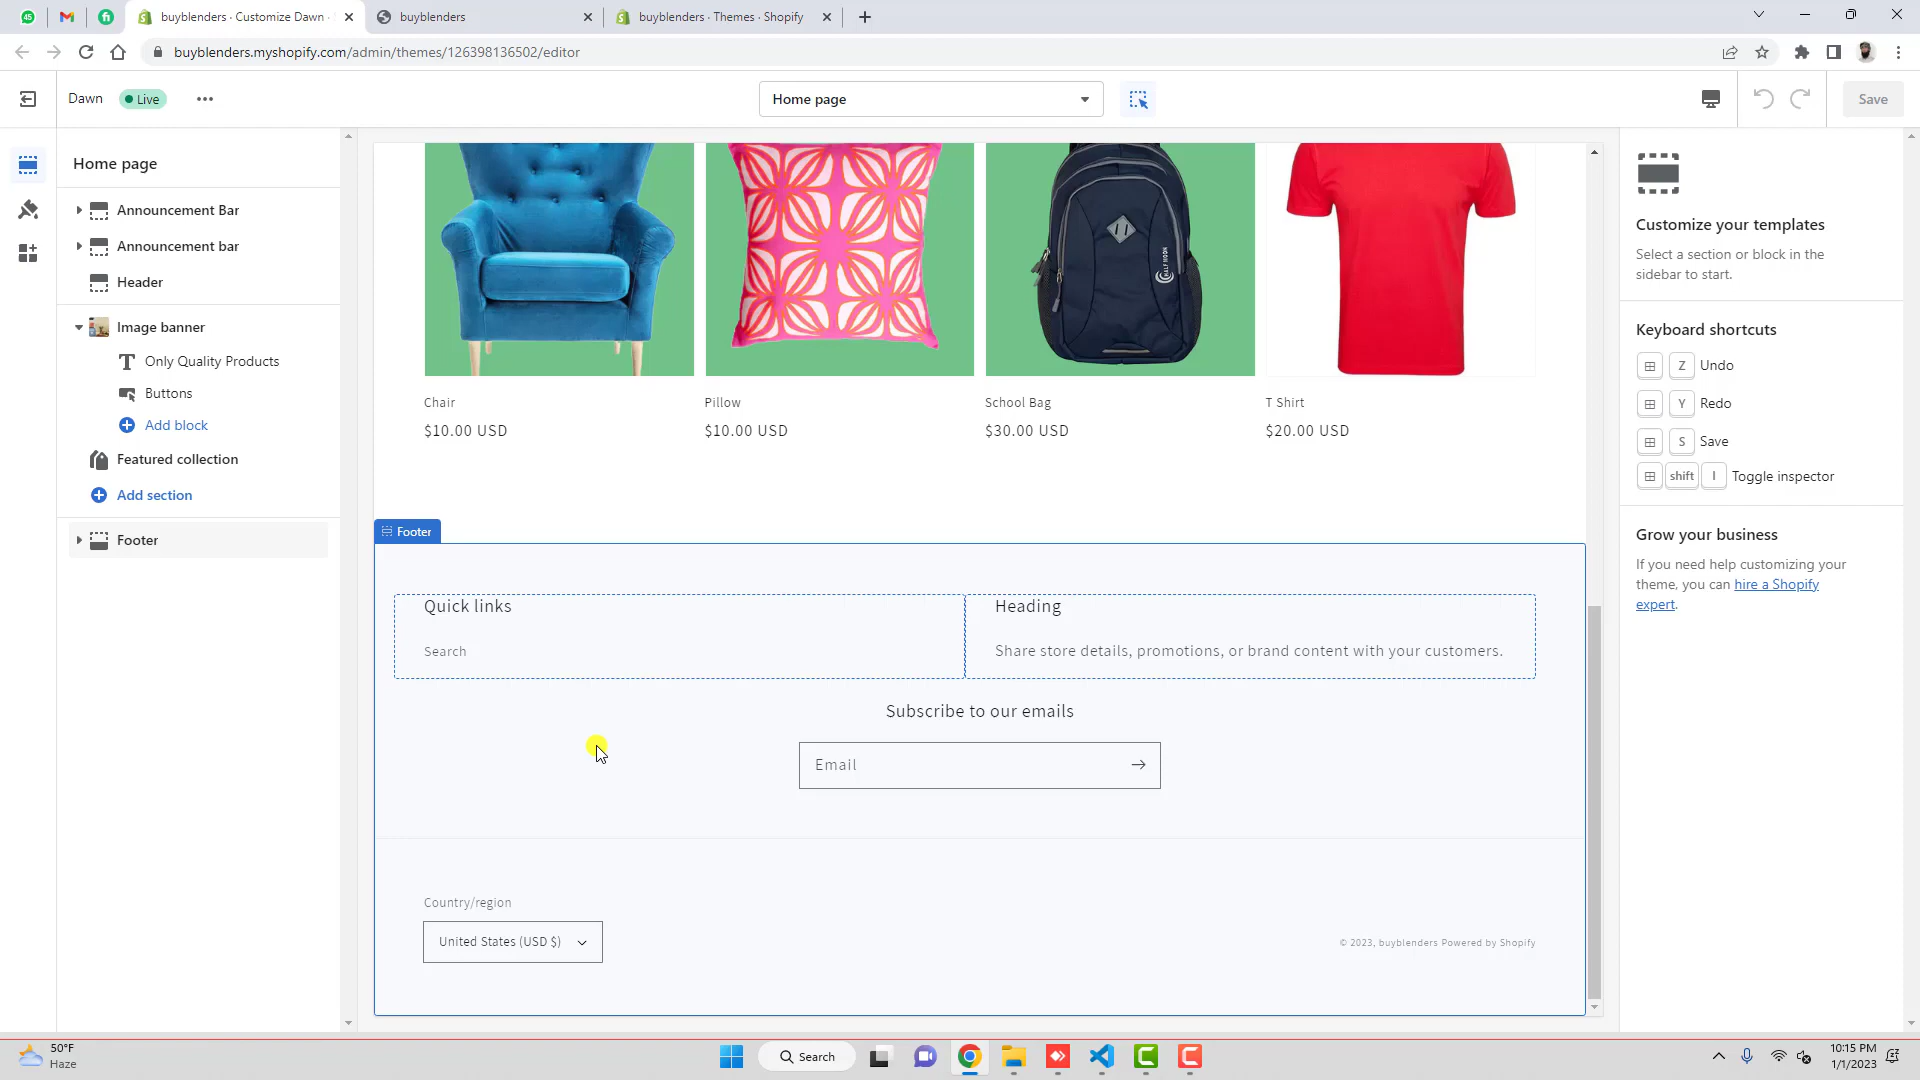 45
buyblenders · Customize Dawn ·
buyblenders
buyblenders · Themes · Shopify
buyblenders.myshopify.com/admin/themes/126398136502/editor
Dawn
Live
Home page
Save
Home page
Announcement Bar
Announcement bar
Header
Image banner
Only Quality Products
Buttons
Add block
Featured collection
Add section
Footer
HALF MOON
Chair
$10.00 USD
Pillow
$10.00 USD
School Bag
$30.00 USD
T Shirt
$20.00 USD
Footer
Quick links
Search
Heading
Share store details, promotions, or brand content with your customers.
Subscribe to our emails
Email
Country/region
United States (USD $)
© 2023, buyblenders Powered by Shopify
Customize your templates
Select a section or block in the
sidebar to start.
Keyboard shortcuts
Z Undo
Y Redo
S Save
shift I Toggle inspector
Grow your business
If you need help customizing your
theme, you can hire a Shopify
expert.
50°F
Haze
Search
10:15 PM
1/1/2023